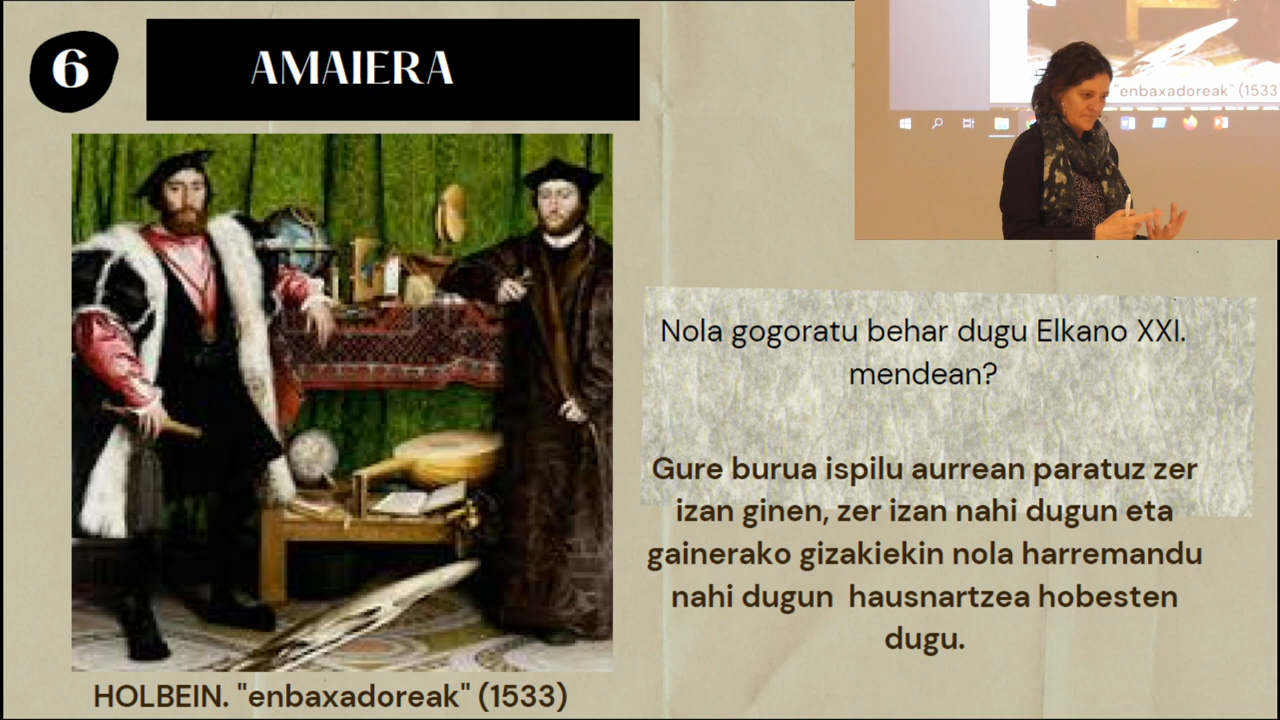 6
AMAIERA
"enbaxadoreak" (1533
Nola gogoratu behar dugu Elkano XXI.
mendean?
Gure burua ispilu aurrean paratuz zer
izan ginen, zer izan nahi dugun eta
gainerako gizakiekin nola harremandu
nahi dugun hausnartzea hobesten
dugu.
HOLBEIN. "enbaxadoreak" (1533)